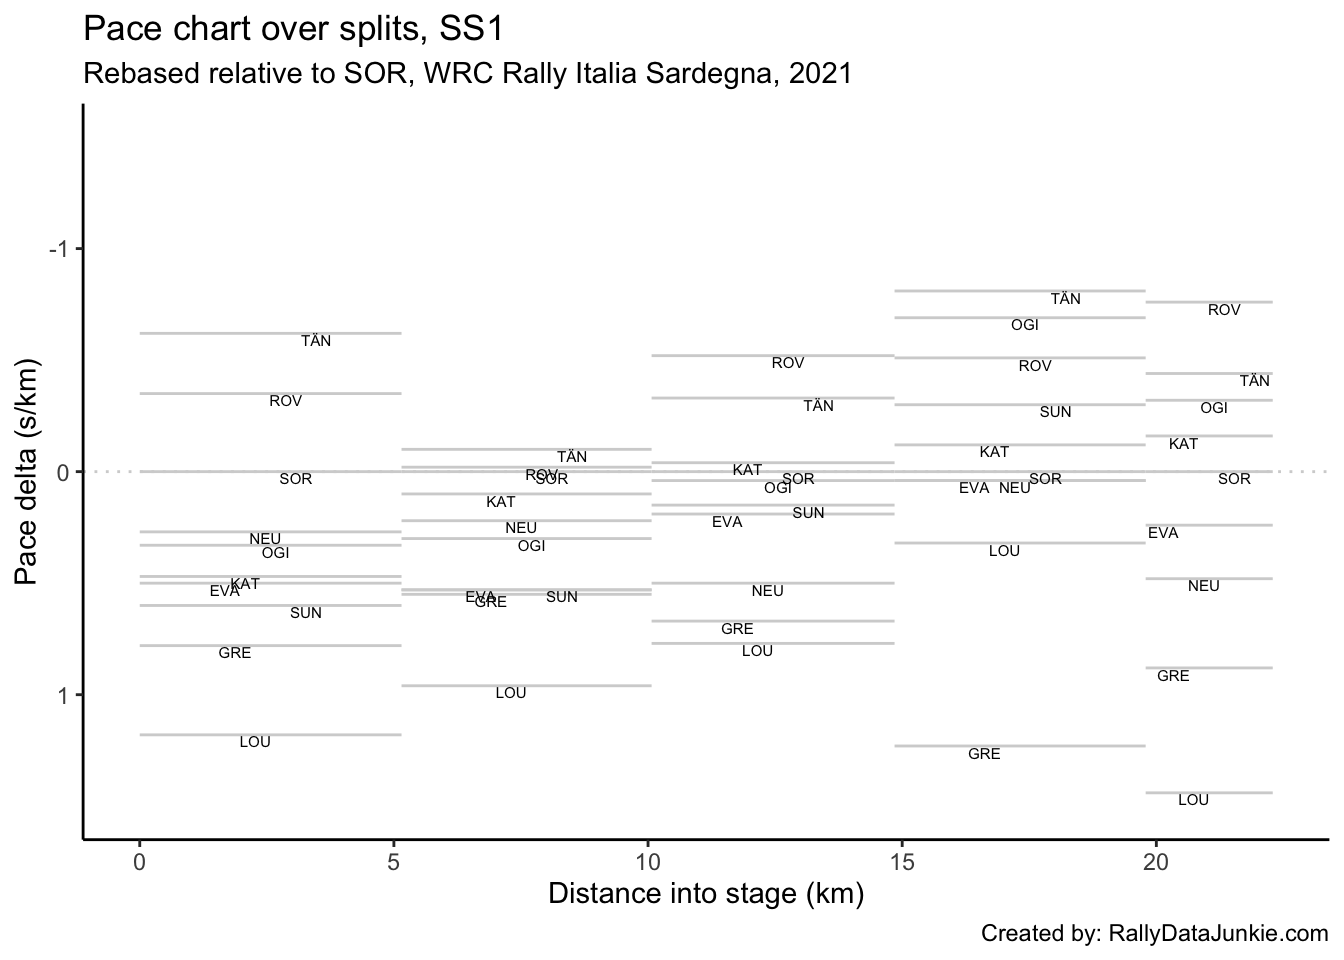 Pace chart over splits, SS1
Rebased relative to SOR, WRC Rally Italia Sardegna, 2021
Pace delta (s/km)
-1
0
1
TÄN
ROV
SOR
NEU
OGI
KAT
EVA
SUN
GRE
LOU
TÄN
ROV
SOR
KAT
NEU
OGI
EVA
SUN
GRE
LOU
ROV
TÄN
KAT
SOR
OGI
SUN
EVA
NEU
GRE
LOU
TÄN
OGI
ROV
SUN
KAT
SOR
EVA NEU
LOU
GRE
ROV
TÄN
OGI
KAT
SOR
EVA
NEU
GRE
LOU
0 5 10 15 20
Distance into stage (km)
Created by: RallyDataJunkie.com